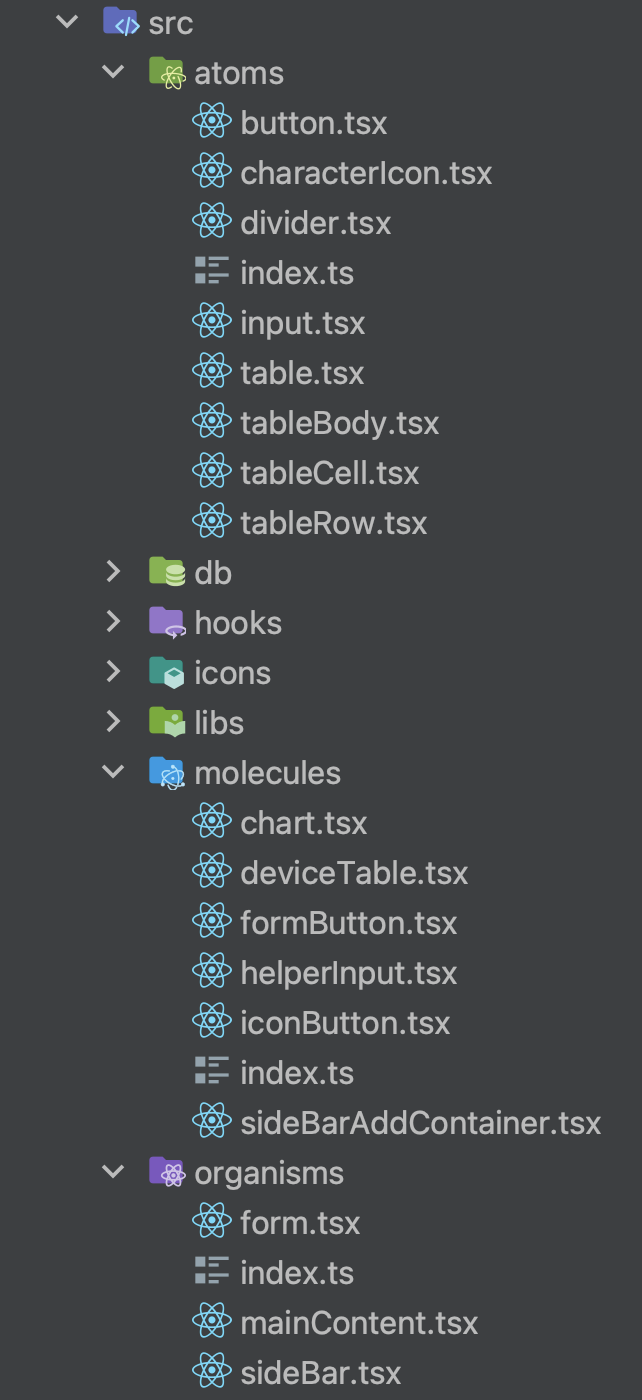 src
atoms
button.tsx
characterIcon.tsx
divider.tsx
index.ts
input.tsx
table.tsx
tableBody.tsx
tableCell.tsx
tableRow.tsx
db
hooks
icons
libs
molecules
chart.tsx
deviceTable.tsx
formButton.tsx
helperInput.tsx
iconButton.tsx
index.ts
sideBarAddContainer.tsx
organisms
form.tsx
index.ts
mainContent.tsx
sideBar.tsx